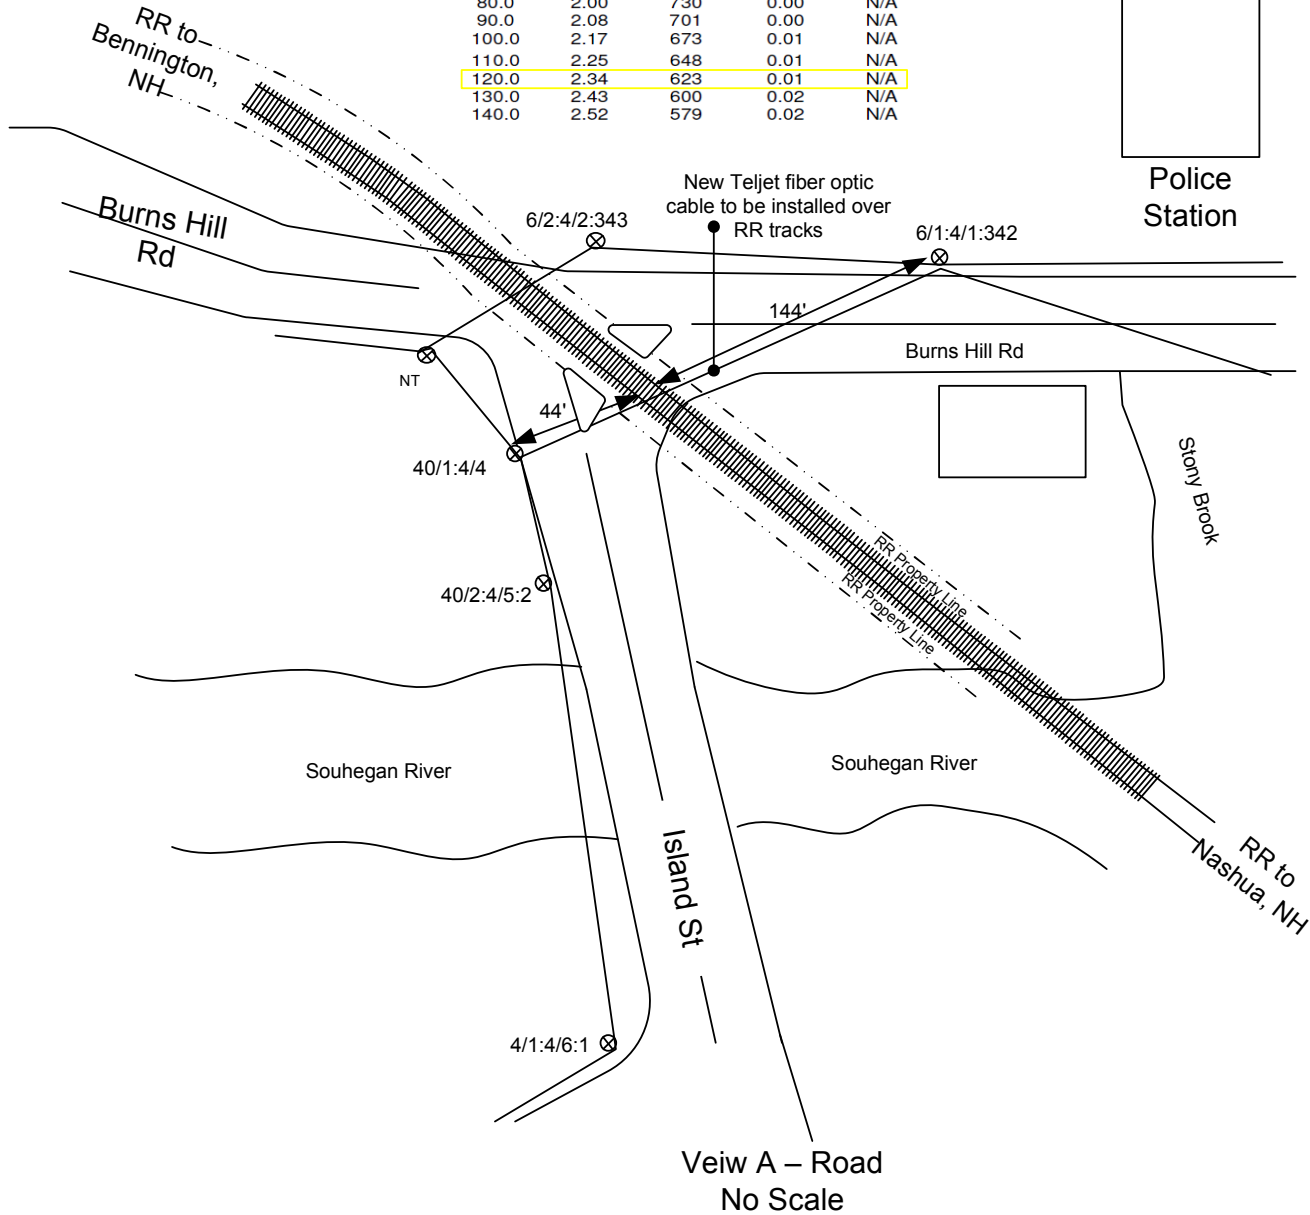 80.0 2.00 730 0.00 N/A
90.0 2.08 701 0.00 N/A
100.0 2.17 673 0.01 N/A
110.0 2.25 648 0.01 N/A
120.0 2.34 623 0.01 N/A
130.0 2.43 600 0.02 N/A
140.0 2.52 579 0.02 N/A
RR to
Bennington,
NH
Police
Station
New Teljet fiber optic
cable to be installed over
RR tracks
6/2:4/2:343
6/1:4/1:342
Burns Hill
Rd
144'
Burns Hill Rd
NT
44'
40/1:4/4
Stony Brook
RR Property Line
RR Property Line
40/2:4/5:2
Souhegan River
Souhegan River
Island St
RR to
Nashua, NH
4/1:4/6:1
Veiw A – Road
No Scale